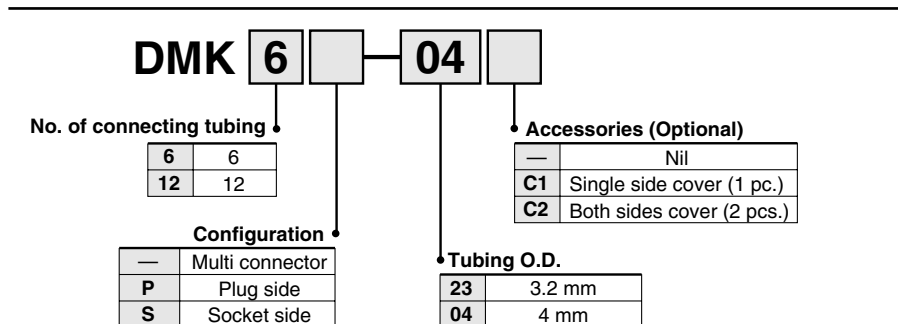 DMK 6 — 04
No. of connecting tubing
6 6
12 12
Accessories (Optional)
— Nil
C1 Single side cover (1 pc.)
C2 Both sides cover (2 pcs.)
Configuration
— Multi connector
P Plug side
S Socket side
Tubing O.D.
23 3.2 mm
04 4 mm